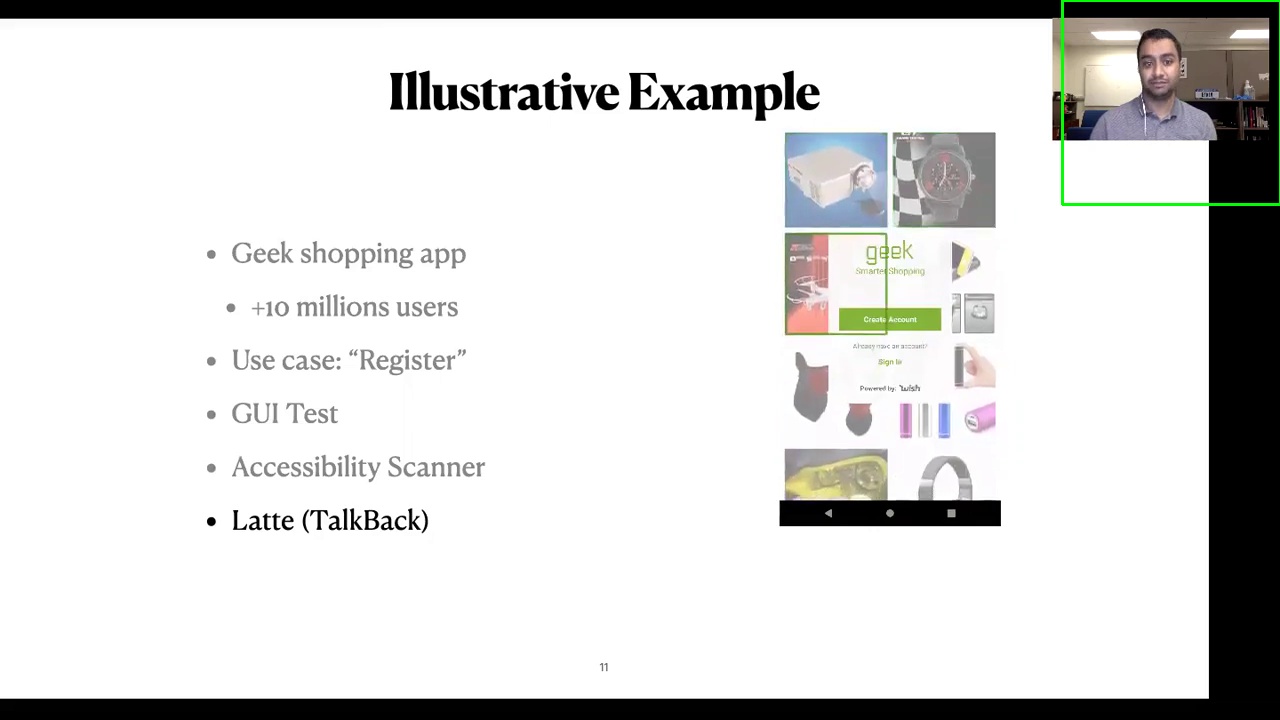 Illustrative Example
• Geek shopping app
• +10 millions users
• Use case: “Register”
• GUI Test
• Accessibility Scanner
• Latte (TalkBack)
geek
Smarter Shopping
Create Account
Already have an account?
Sign In
Powered by: wish
11